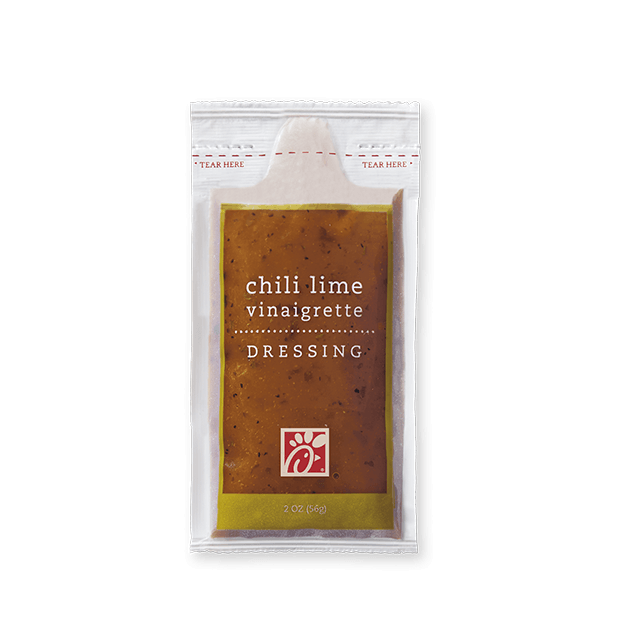 TEAR HERE TEAR HERE
chili lime
vinaigrette
DRESSING
2 OZ (56g)